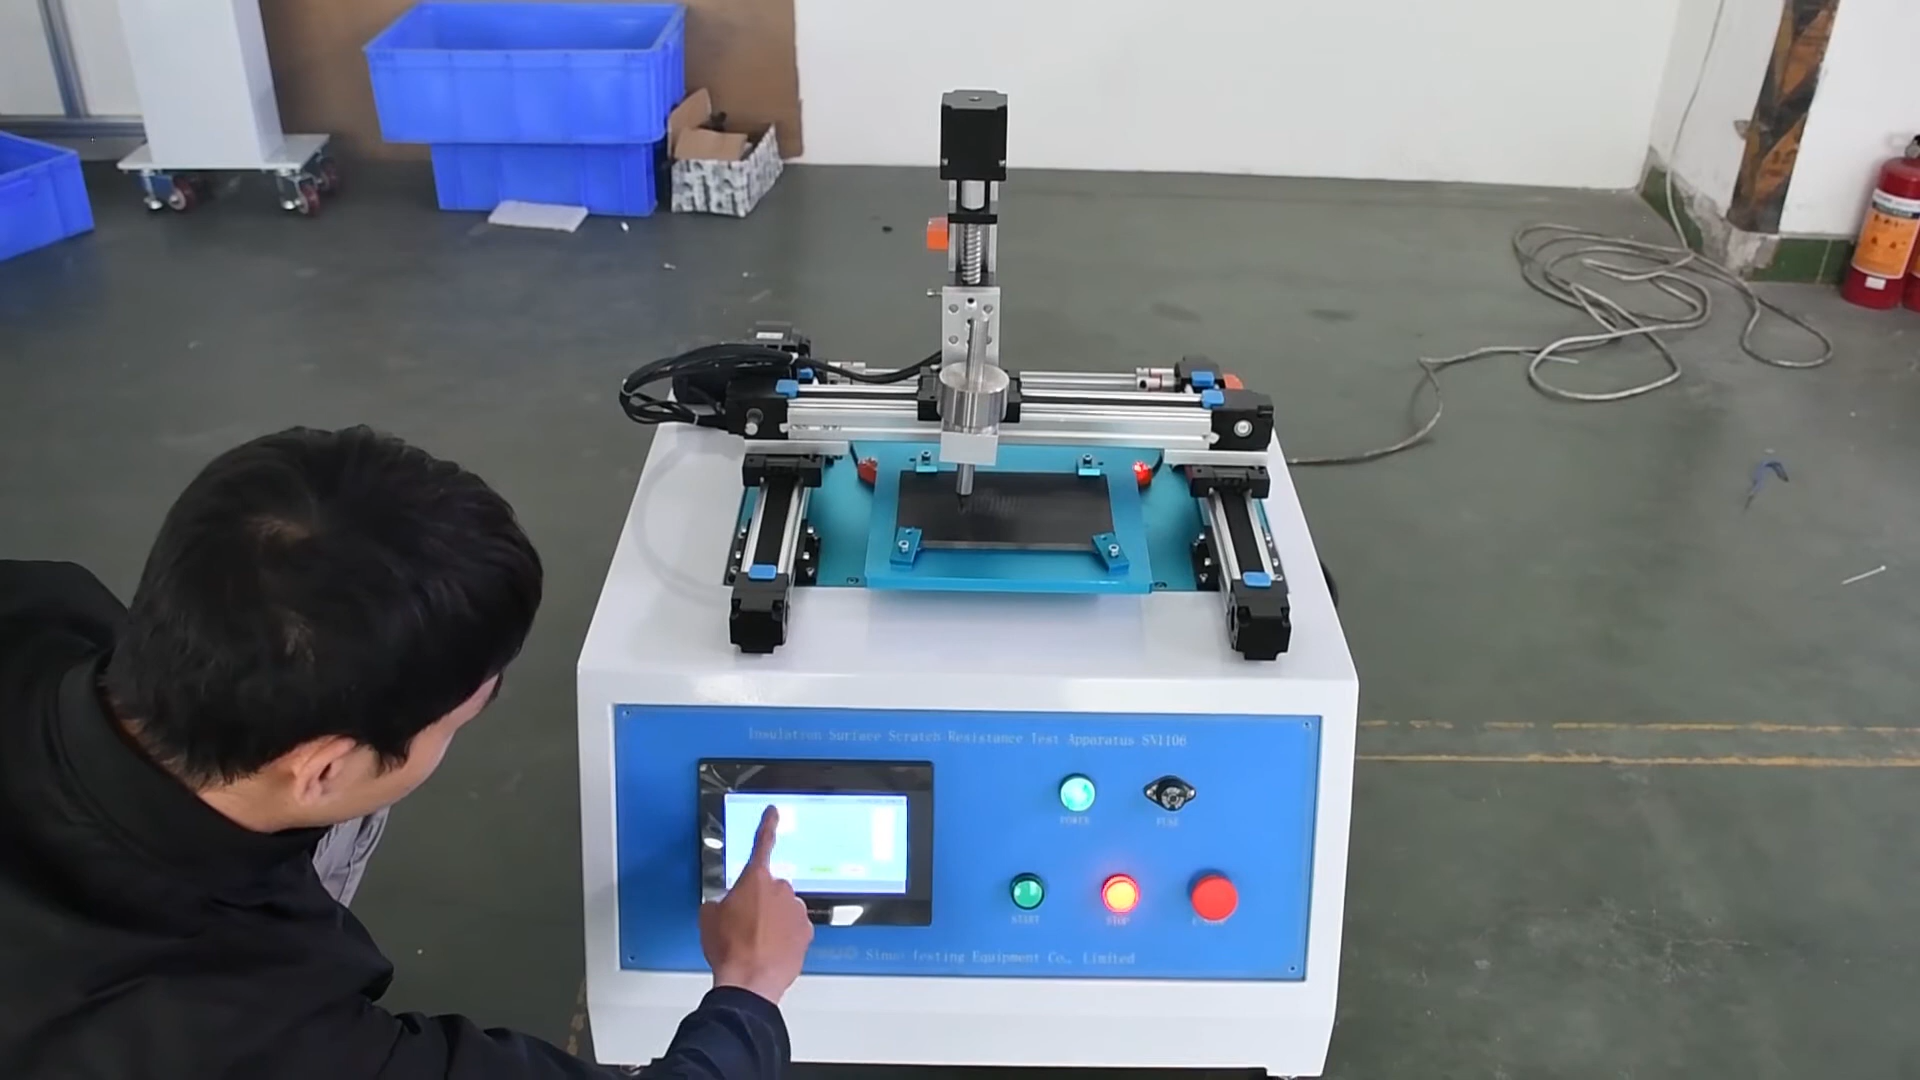 Insulation Surface Scratch Resistance Test Apparatus SN1106
POWER
FUSE
START
STOP
Sinuo Testing Equipment Co., Limited